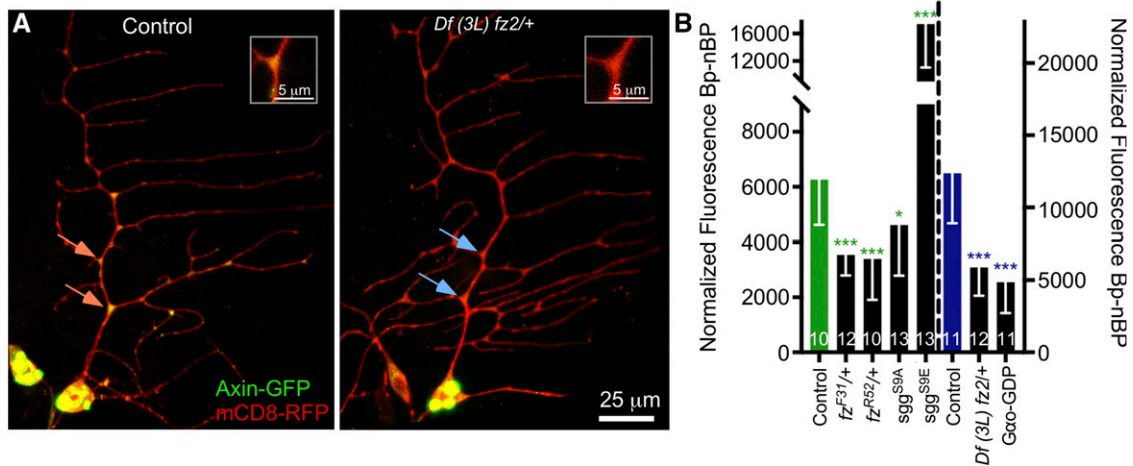 A
Control
5 μm
Axin-GFP
mCD8-RFP
Df (3L) fz2/+
5 μm
25 μm
B
Normalized Fluorescence Bp-nBP
16000
12000
8000
6000
4000
2000
0
***
***
*
***
***
***
10
12
10
13
13
11
12
11
Control
fzF31/+
fzR52/+
sggS9A
sggS9E
Control
Df (3L) fz2/+
Gαo-GDP
20000
15000
10000
5000
0
Normalized Fluorescence Bp-nBP